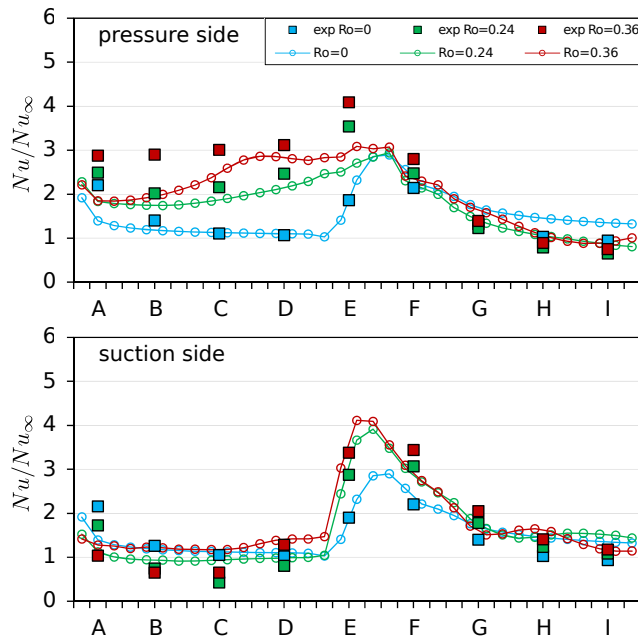 6
pressure side
exp Ro=0 exp Ro=0.24 exp Ro=0.36
Ro=0 Ro=0.24 Ro=0.36
5
4
3
2
1
0
Nu/Nu∞
A B C D E F G H I
6
suction side
5
4
3
2
1
0
Nu/Nu∞
A B C D E F G H I